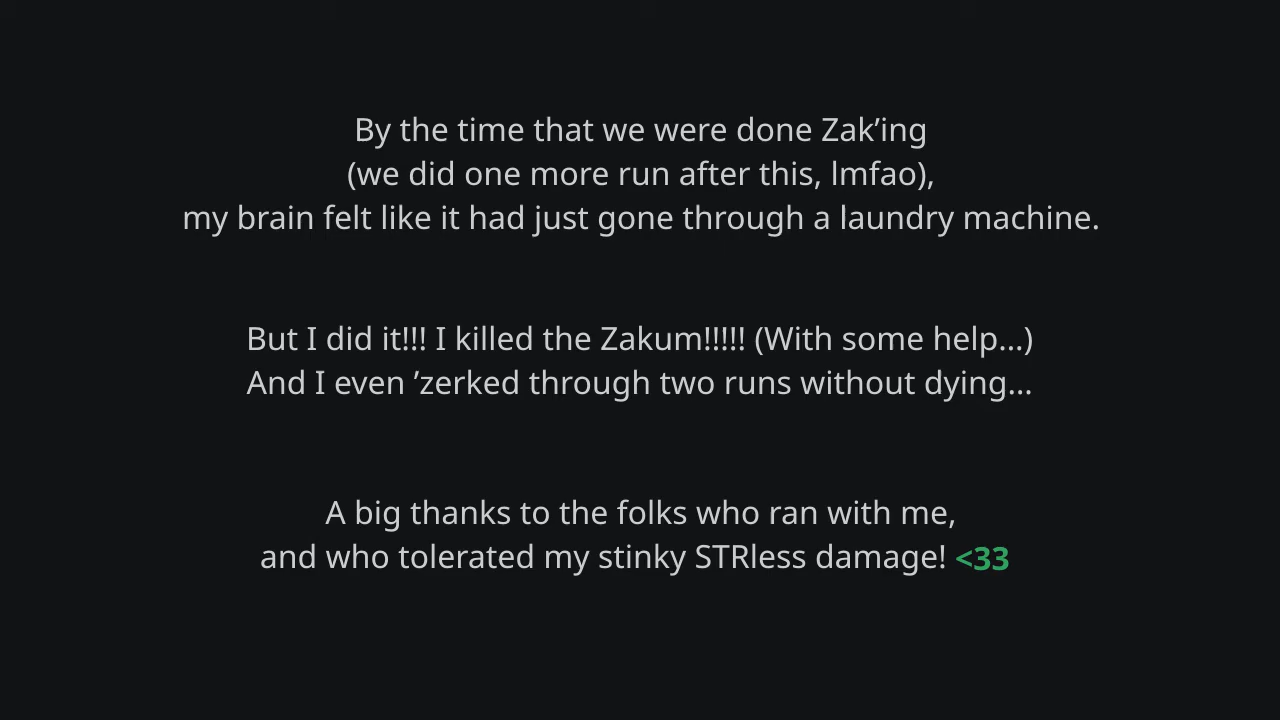 By the time that we were done Zak’ing
(we did one more run after this, lmfao),
my brain felt like it had just gone through a laundry machine.
But I did it!!! I killed the Zakum!!!!! (With some help…)
And I even ’zerked through two runs without dying…
A big thanks to the folks who ran with me,
and who tolerated my stinky STRless damage! <33